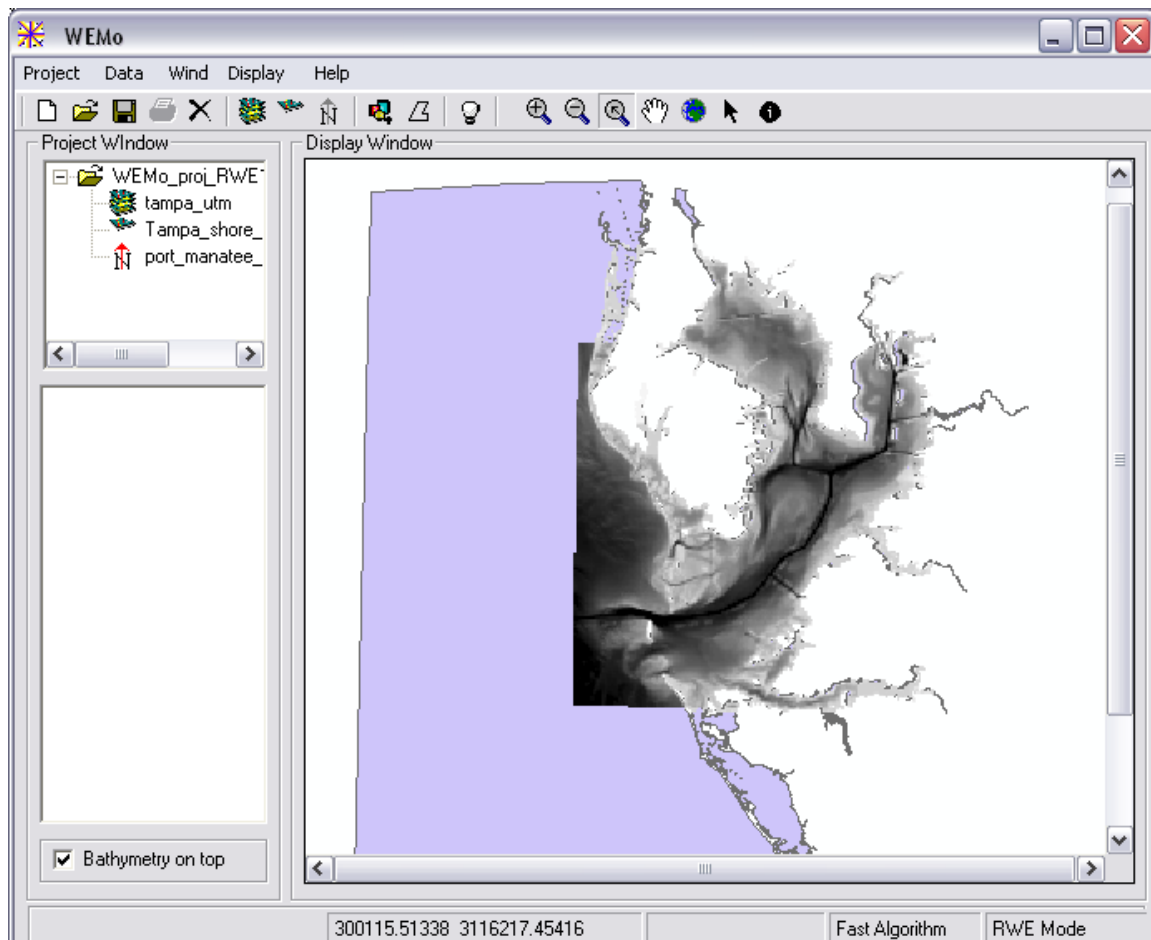 WEMo
Project Data Wind Display Help
Project WIndow
Display Window
WEMo_proj_RWE
tampa_utm
Tampa_shore_
port_manatee_
Bathymetry on top
300115.51338 3116217.45416
Fast Algorithm
RWE Mode